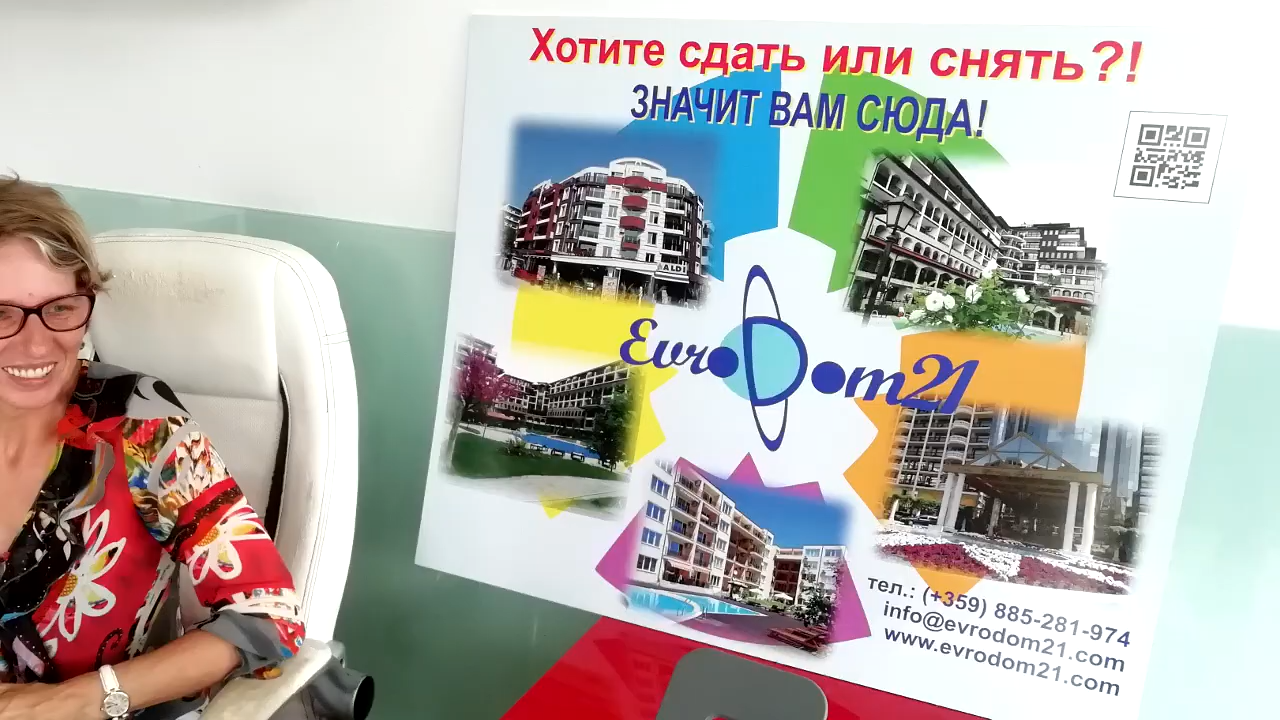 Хотите сдать или снять?!
ЗНАЧИТ ВАМ СЮДА!
ALDI
EvroDom21
тел.: (+359) 885-281-974
info@evrodom21.com
www.evrodom21.com